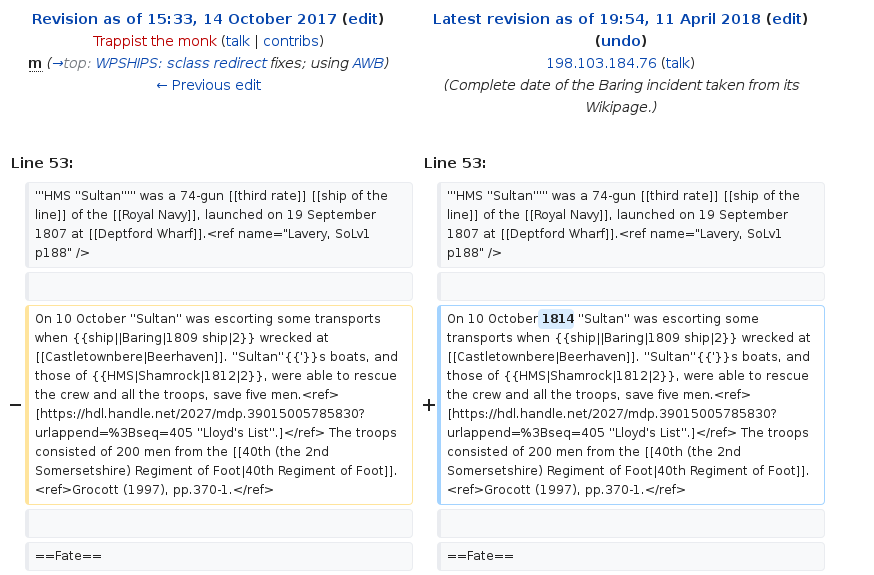 Revision as of 15:33, 14 October 2017 (edit)
Trappist the monk (talk | contribs)
m (→top: WPSHIPS: sclass redirect fixes; using AWB)
← Previous edit
Latest revision as of 19:54, 11 April 2018 (edit)
(undo)
198.103.184.76 (talk)
(Complete date of the Baring incident taken from its
Wikipage.)
Line 53:
Line 53:
'''HMS ''Sultan''''' was a 74-gun [[third rate]] [[ship of the
line]] of the [[Royal Navy]], launched on 19 September
1807 at [[Deptford Wharf]].<ref name="Lavery, SoLv1
p188" />
'''HMS ''Sultan''''' was a 74-gun [[third rate]] [[ship of the
line]] of the [[Royal Navy]], launched on 19 September
1807 at [[Deptford Wharf]].<ref name="Lavery, SoLv1
p188" />
−
On 10 October ''Sultan'' was escorting some transports
when {{ship||Baring|1809 ship|2}} wrecked at
[[Castletownbere|Beerhaven]]. ''Sultan''{{'}}s boats, and
those of {{HMS|Shamrock|1812|2}}, were able to rescue
the crew and all the troops, save five men.<ref>
[https://hdl.handle.net/2027/mdp.39015005785830?
urlappend=%3Bseq=405 ''Lloyd's List''.]</ref> The troops
consisted of 200 men from the [[40th (the 2nd
Somersetshire) Regiment of Foot|40th Regiment of Foot]].
<ref>Grocott (1997), pp.370-1.</ref>
+
On 10 October 1814 ''Sultan'' was escorting some
transports when {{ship||Baring|1809 ship|2}} wrecked at
[[Castletownbere|Beerhaven]]. ''Sultan''{{'}}s boats, and
those of {{HMS|Shamrock|1812|2}}, were able to rescue
the crew and all the troops, save five men.<ref>
[https://hdl.handle.net/2027/mdp.39015005785830?
urlappend=%3Bseq=405 ''Lloyd's List''.]</ref> The troops
consisted of 200 men from the [[40th (the 2nd
Somersetshire) Regiment of Foot|40th Regiment of Foot]].
<ref>Grocott (1997), pp.370-1.</ref>
==Fate==
==Fate==